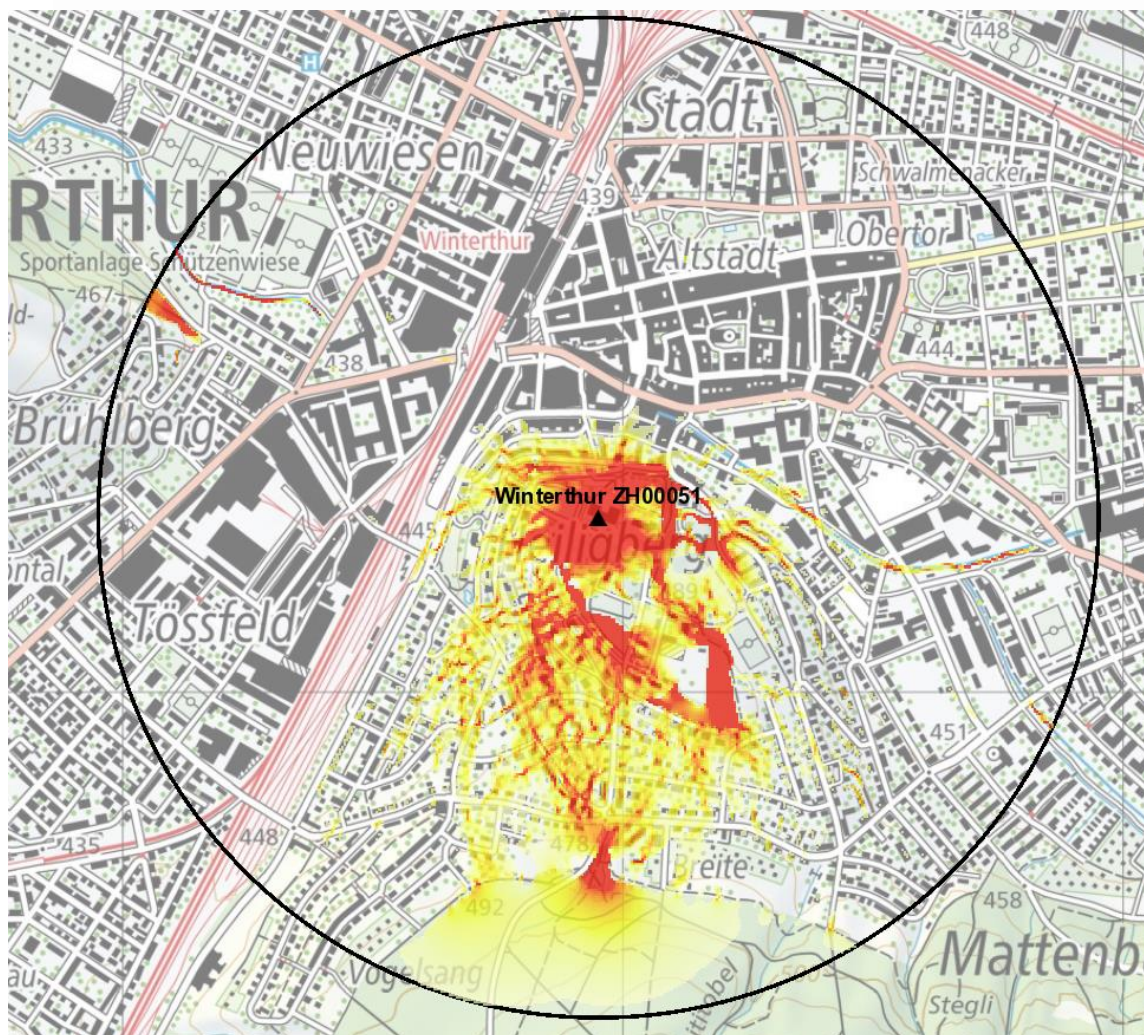 448
Stadt
433
Neuwiesen
Schwalmenacker
439
RTHUR
Winterthur
Obertor
Altstadt
Sportanlage Schützenwiese
467
438
444
Brühlberg
Winterthur ZH00051
445
Tössfeld
451
435
448
478
Breite
492
458
Vogelsang
Mattenb
Stegli